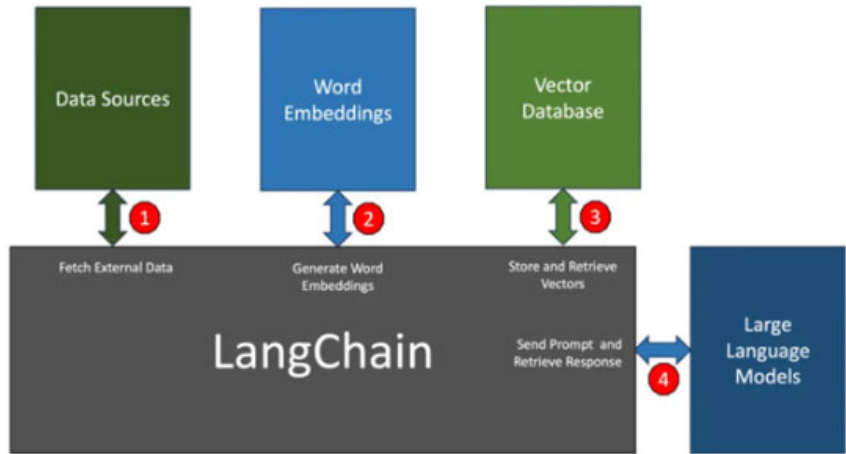 Data Sources
Word
Embeddings
Vector
Database
1
2
3
Fetch External Data
Generate Word
Embeddings
Store and Retrieve
Vectors
LangChain
Send Prompt and
Retrieve Response
4
Large
Language
Models